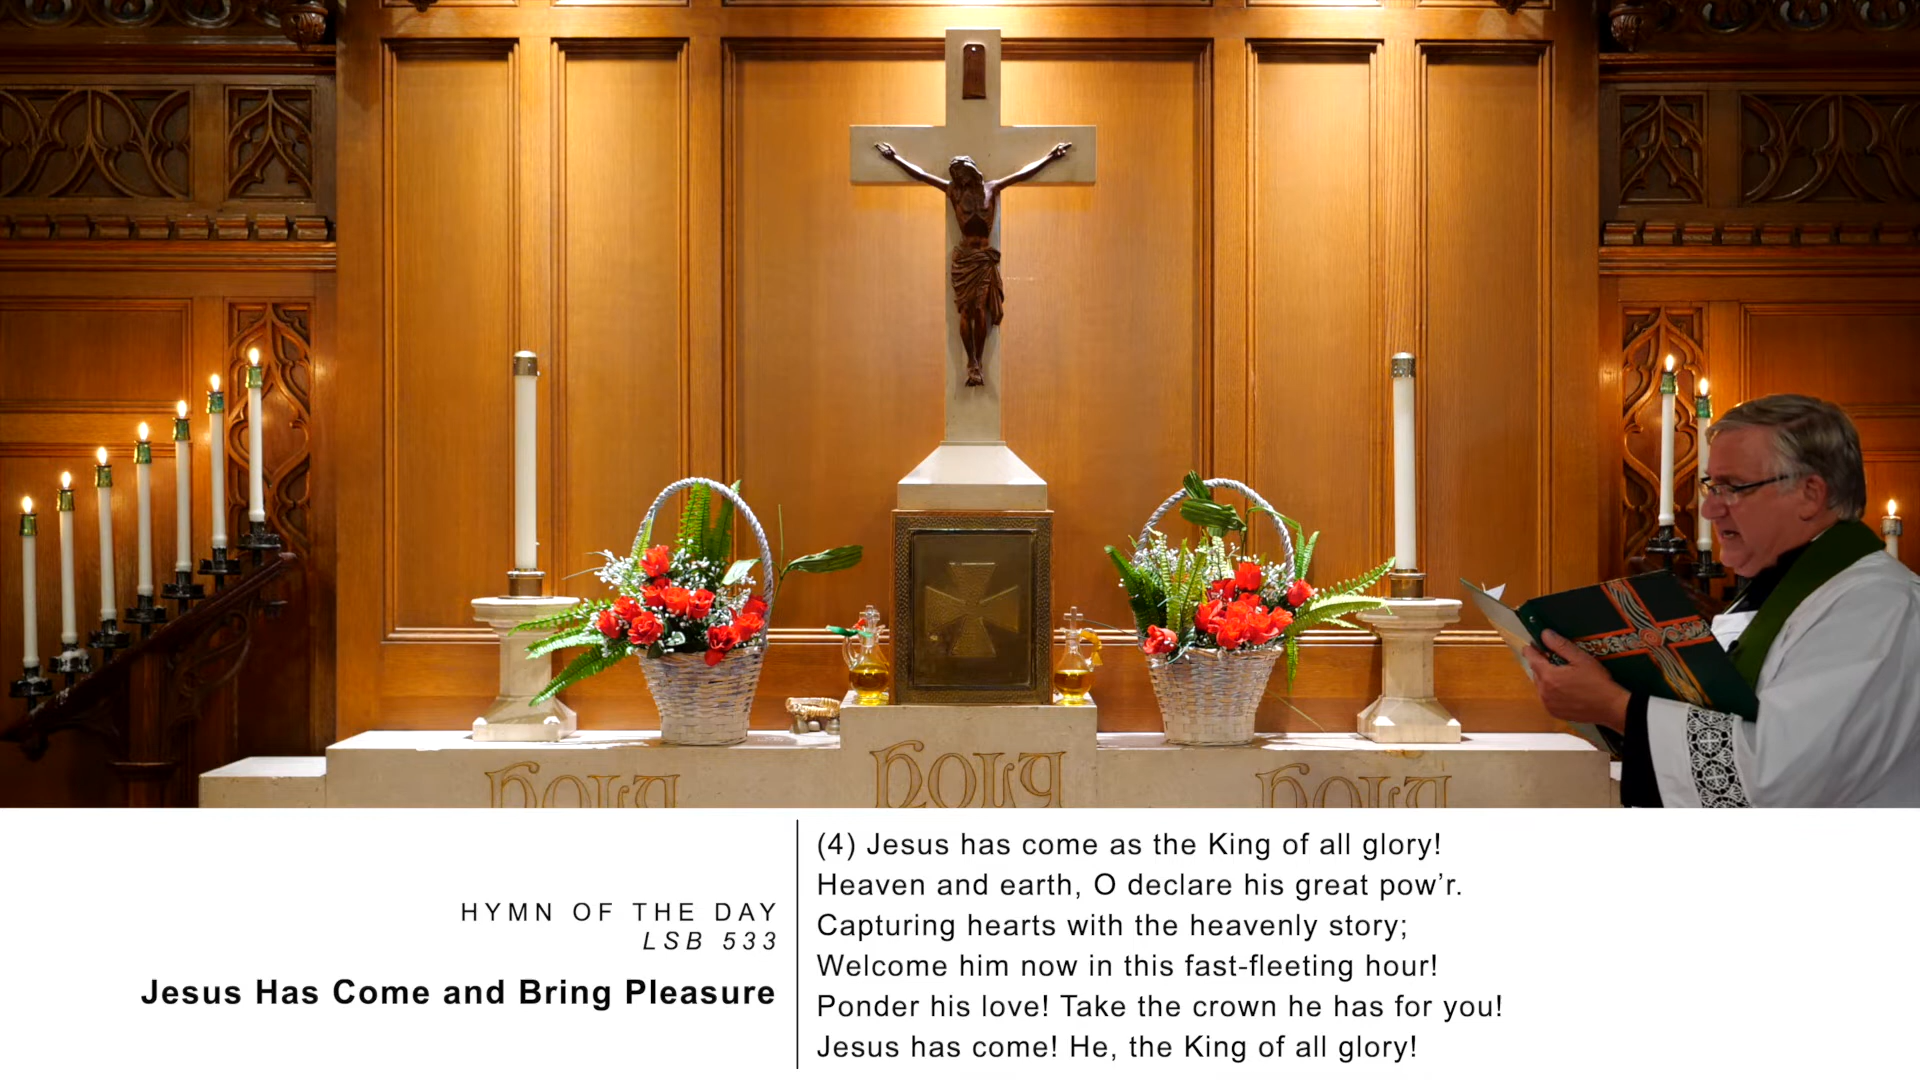 HOLY HOLY HOLY
HYMN OF THE DAY
LSB 533
Jesus Has Come and Bring Pleasure
(4) Jesus has come as the King of all glory!
Heaven and earth, O declare his great pow’r.
Capturing hearts with the heavenly story;
Welcome him now in this fast-fleeting hour!
Ponder his love! Take the crown he has for you!
Jesus has come! He, the King of all glory!